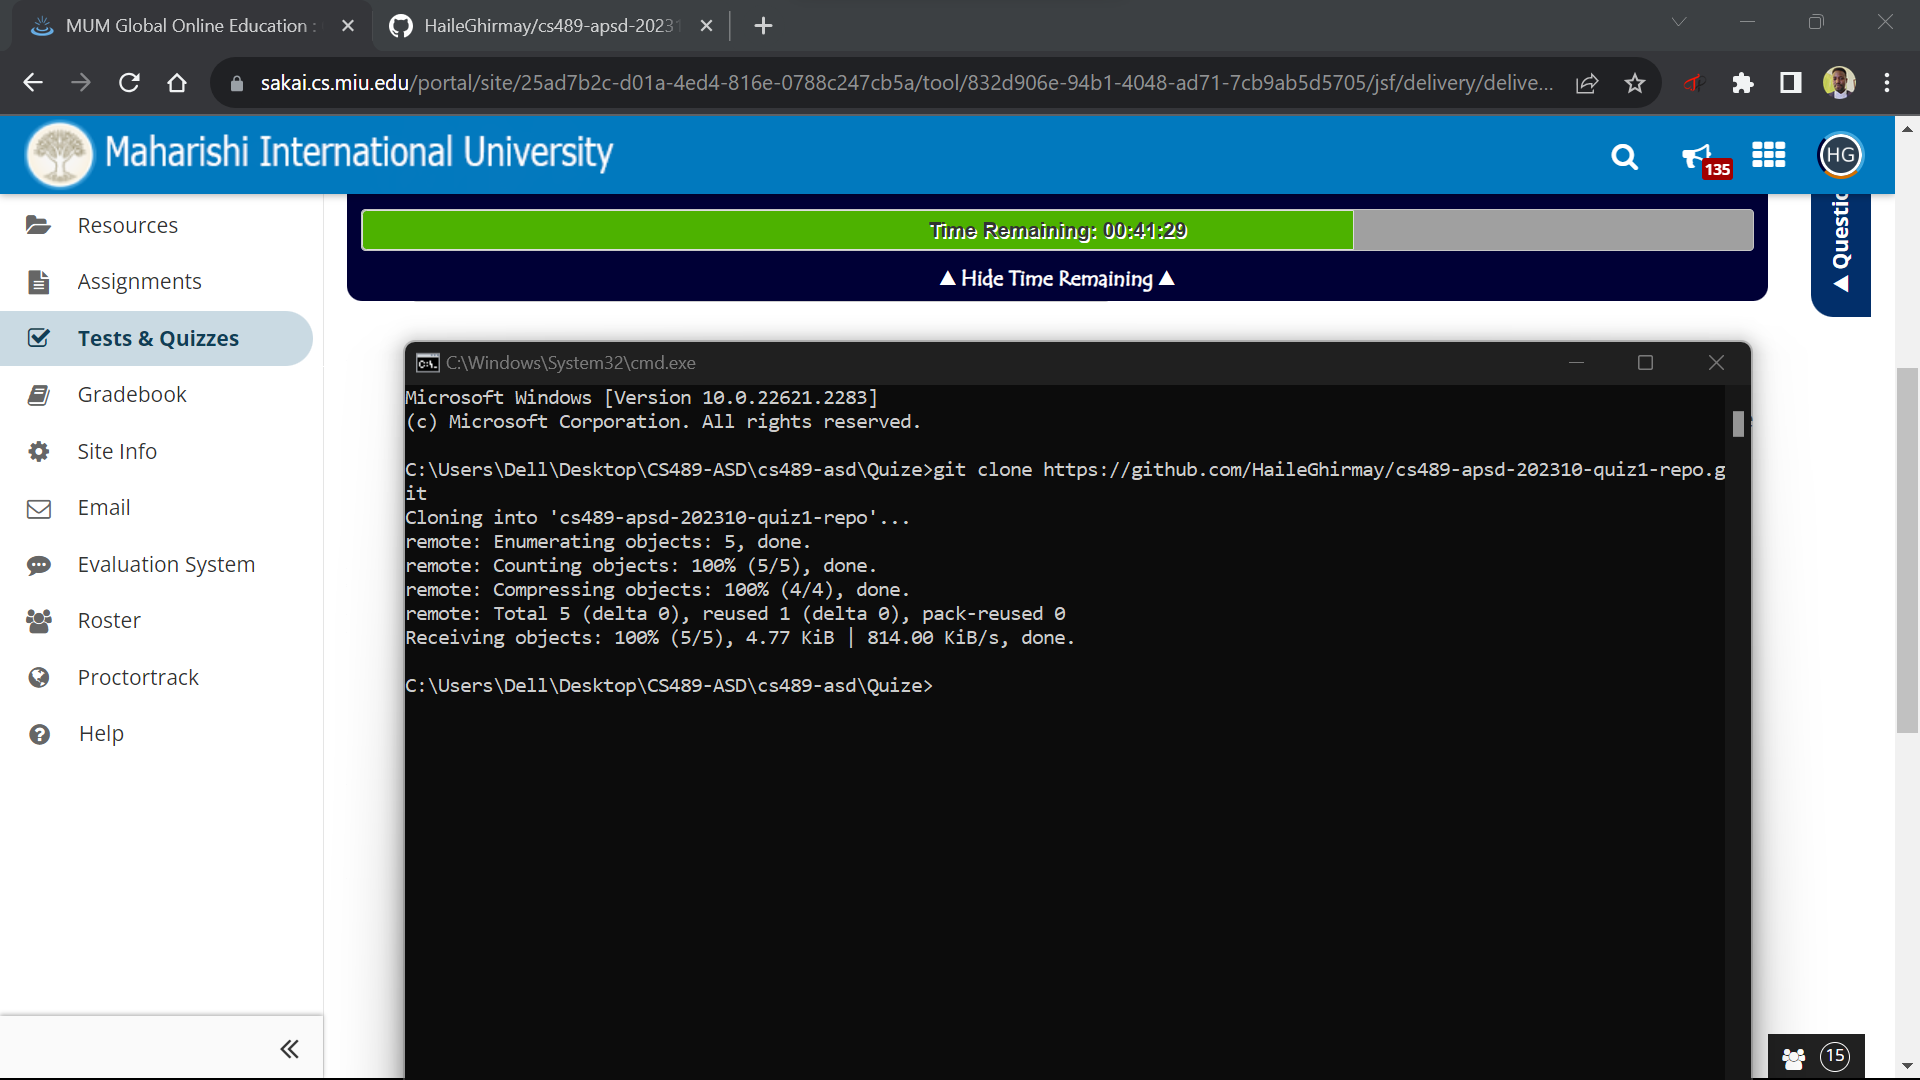 MUM Global Online Education :
HaileGhirmay/cs489-apsd-20231
sakai.cs.miu.edu/portal/site/25ad7b2c-d01a-4ed4-816e-0788c247cb5a/tool/832d906e-94b1-4048-ad71-7cb9ab5d5705/jsf/delivery/delive...
Maharishi International University
135
HG
Resources
Assignments
Tests & Quizzes
Gradebook
Site Info
Email
Evaluation System
Roster
Proctortrack
Help
Time Remaining: 00:41:29
▲ Hide Time Remaining ▲
▲ Questic
C:\Windows\System32\cmd.exe
Microsoft Windows [Version 10.0.22621.2283]
(c) Microsoft Corporation. All rights reserved.
C:\Users\Dell\Desktop\CS489-ASD\cs489-asd\Quize>git clone https://github.com/HaileGhirmay/cs489-apsd-202310-quiz1-repo.g
it
Cloning into 'cs489-apsd-202310-quiz1-repo'...
remote: Enumerating objects: 5, done.
remote: Counting objects: 100% (5/5), done.
remote: Compressing objects: 100% (4/4), done.
remote: Total 5 (delta 0), reused 1 (delta 0), pack-reused 0
Receiving objects: 100% (5/5), 4.77 KiB | 814.00 KiB/s, done.
C:\Users\Dell\Desktop\CS489-ASD\cs489-asd\Quize>
15